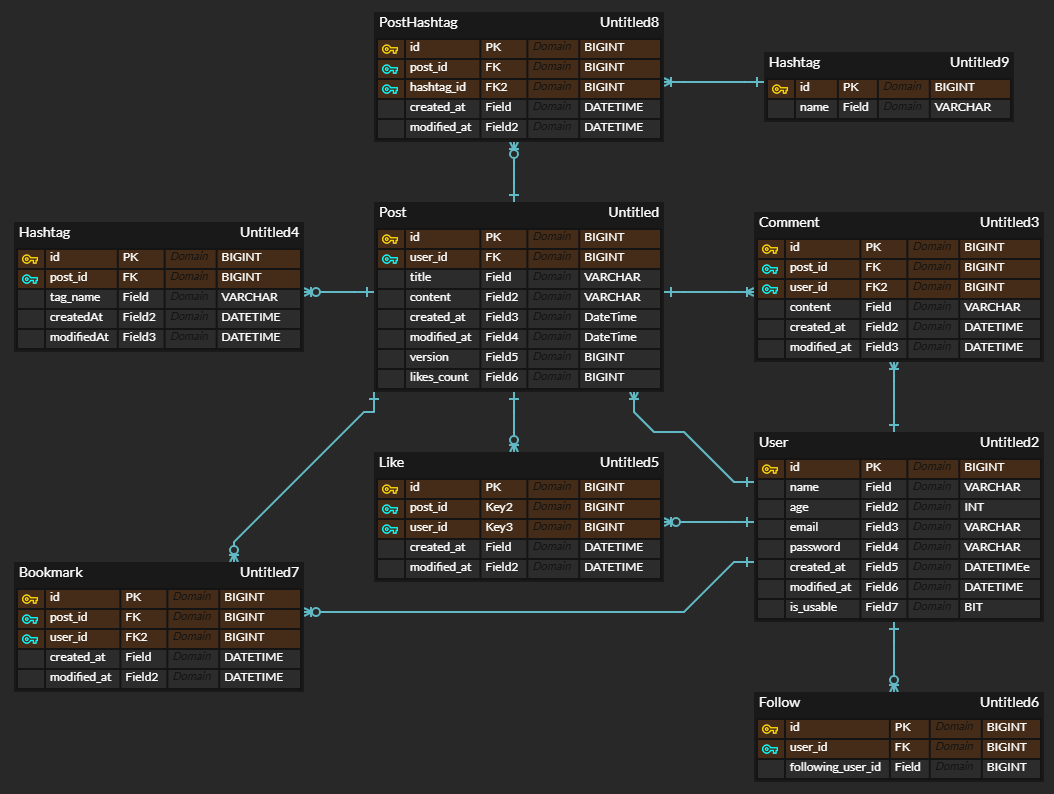 PostHashtag Untitled8
id PK Domain BIGINT
post_id FK Domain BIGINT
hashtag_id FK2 Domain BIGINT
created_at Field Domain DATETIME
modified_at Field2 Domain DATETIME
Hashtag Untitled9
id PK Domain BIGINT
name Field Domain VARCHAR
Post Untitled
id PK Domain BIGINT
user_id FK Domain BIGINT
title Field Domain VARCHAR
content Field2 Domain VARCHAR
created_at Field3 Domain DateTime
modified_at Field4 Domain DateTime
version Field5 Domain BIGINT
likes_count Field6 Domain BIGINT
Hashtag Untitled4
id PK Domain BIGINT
post_id FK Domain BIGINT
tag_name Field Domain VARCHAR
createdAt Field2 Domain DATETIME
modifiedAt Field3 Domain DATETIME
Comment Untitled3
id PK Domain BIGINT
post_id FK Domain BIGINT
user_id FK2 Domain BIGINT
content Field Domain VARCHAR
created_at Field2 Domain DATETIME
modified_at Field3 Domain DATETIME
Like Untitled5
id PK Domain BIGINT
post_id Key2 Domain BIGINT
user_id Key3 Domain BIGINT
created_at Field Domain DATETIME
modified_at Field2 Domain DATETIME
User Untitled2
id PK Domain BIGINT
name Field Domain VARCHAR
age Field2 Domain INT
email Field3 Domain VARCHAR
password Field4 Domain VARCHAR
created_at Field5 Domain DATETIMEe
modified_at Field6 Domain DATETIME
is_usable Field7 Domain BIT
Bookmark Untitled7
id PK Domain BIGINT
post_id FK Domain BIGINT
user_id FK2 Domain BIGINT
created_at Field Domain DATETIME
modified_at Field2 Domain DATETIME
Follow Untitled6
id PK Domain BIGINT
user_id FK Domain BIGINT
following_user_id Field Domain BIGINT